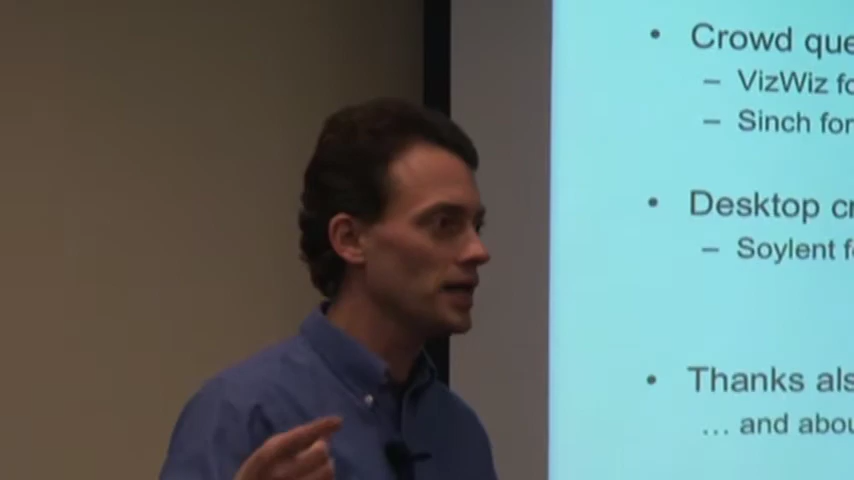 • Crowd que
– VizWiz fo
– Sinch for
• Desktop cr
– Soylent f
• Thanks als
… and abou